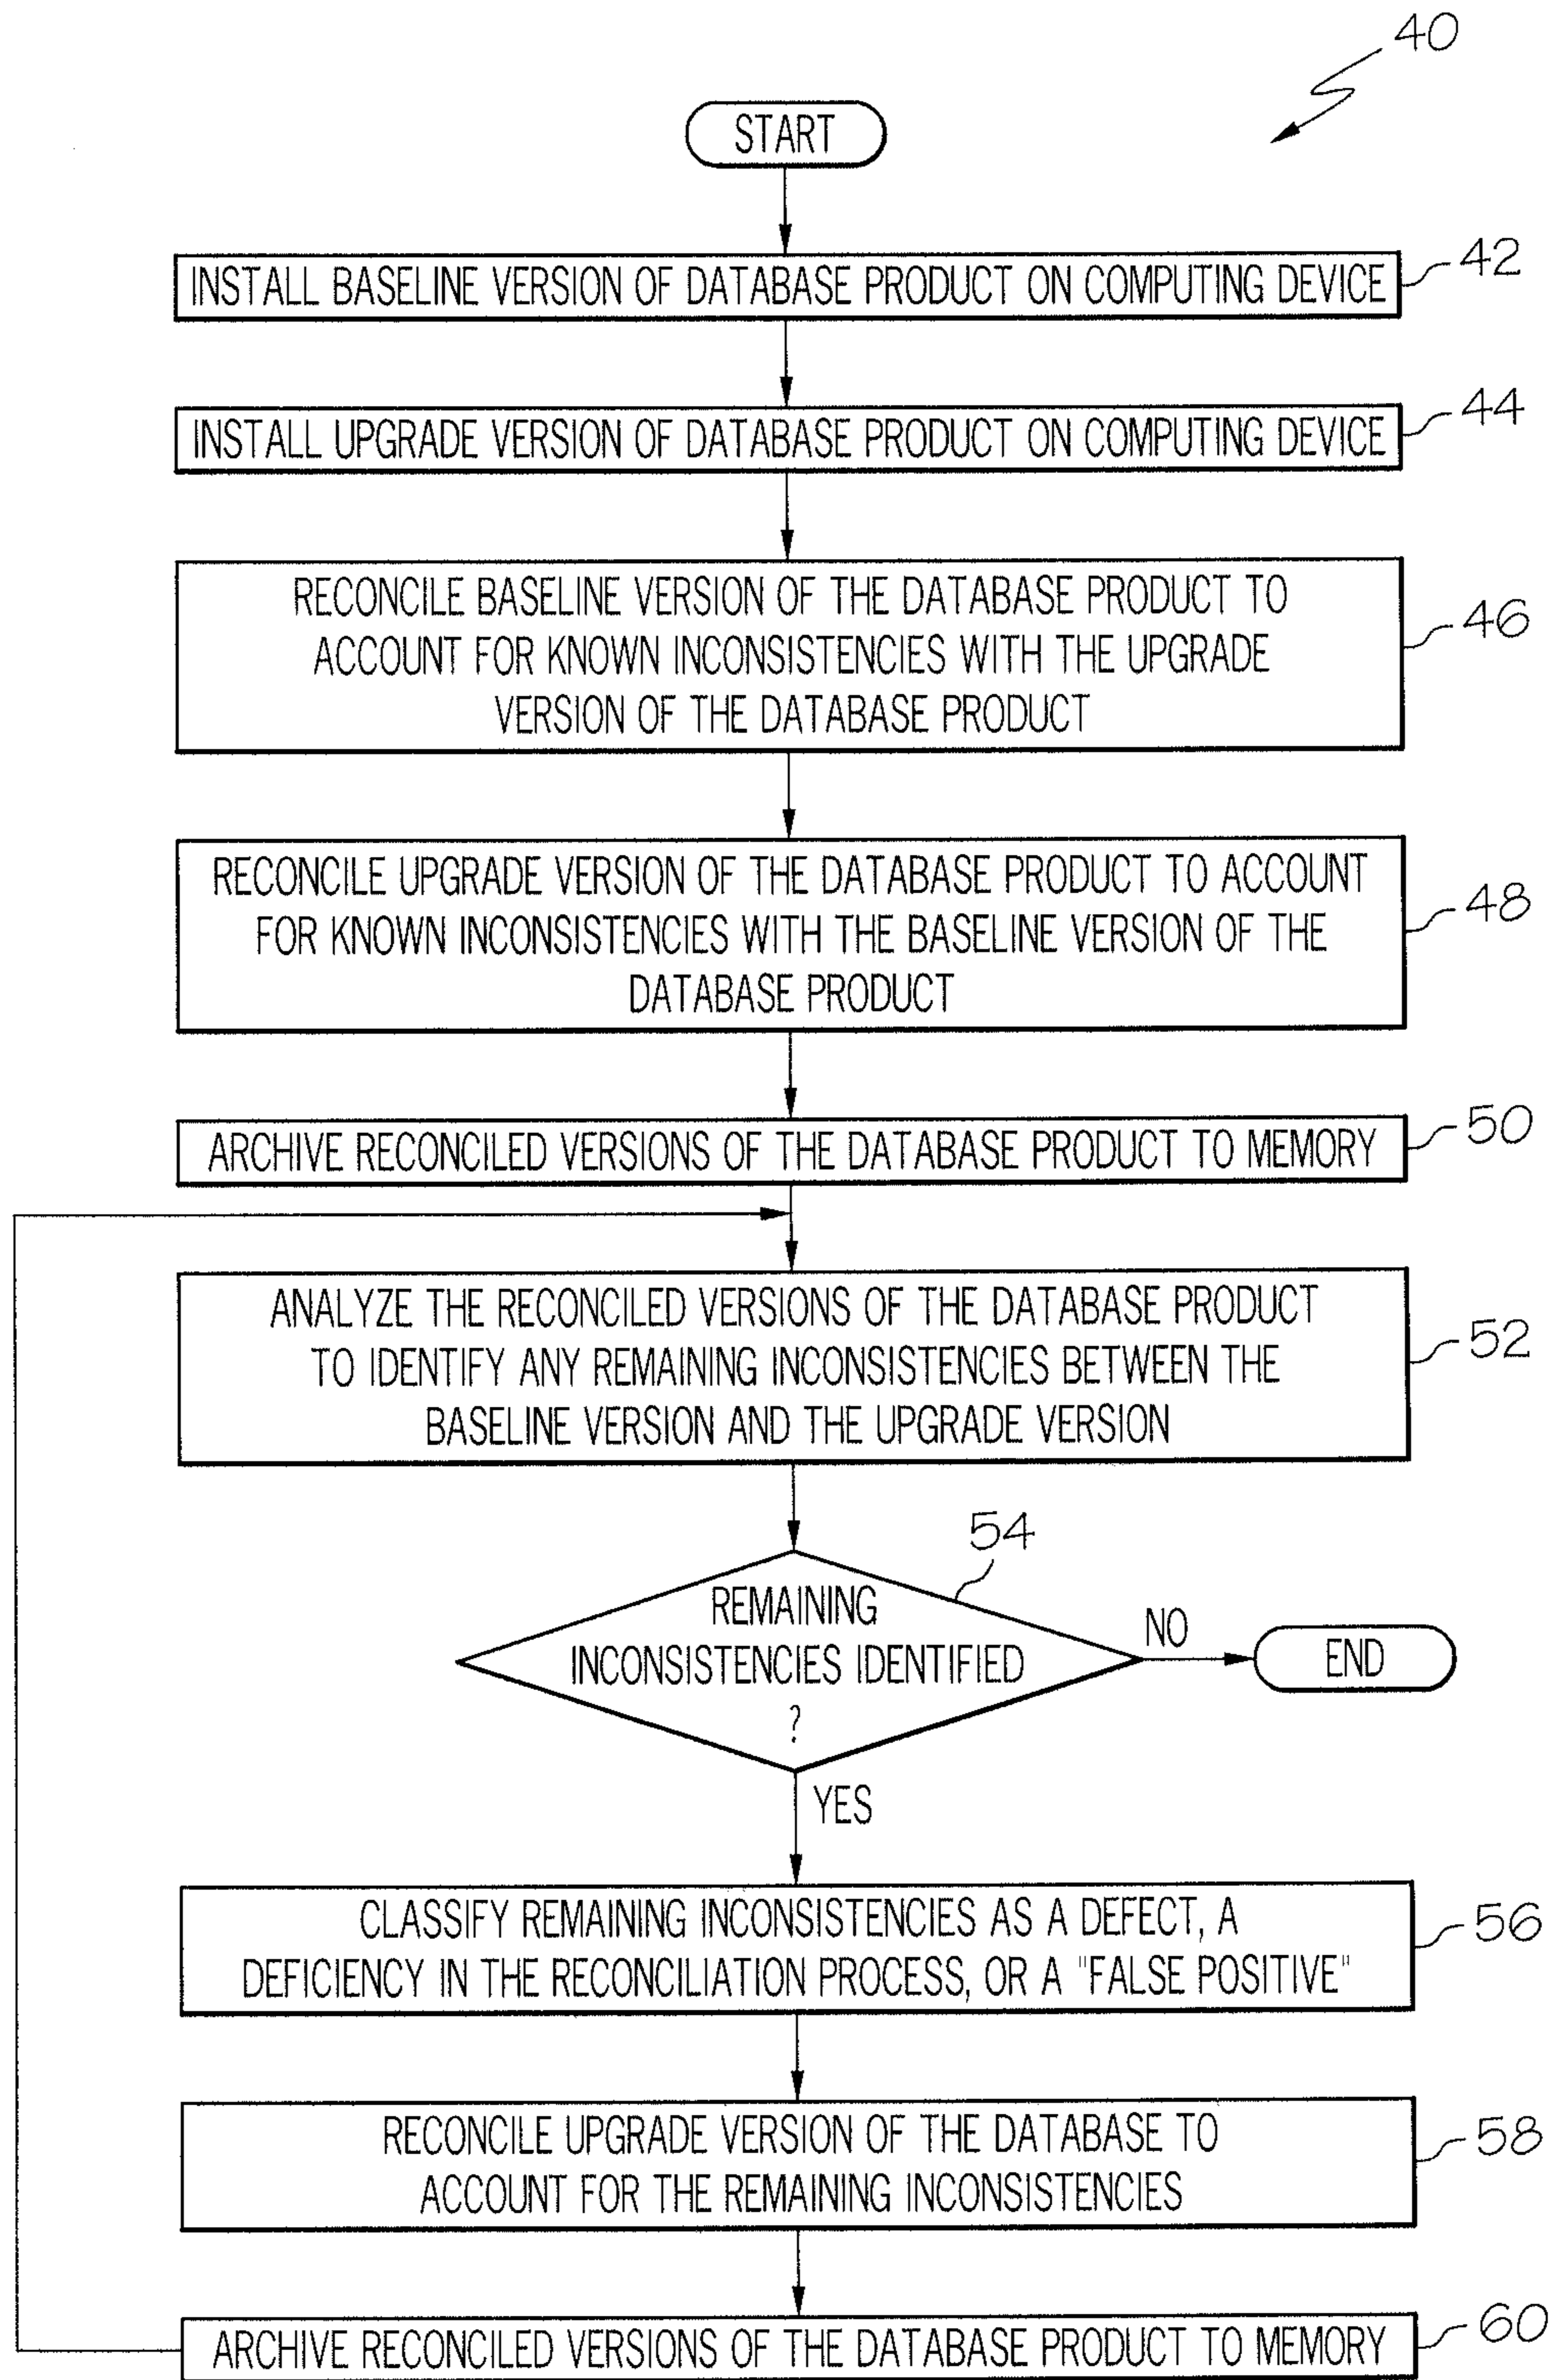 40
START
INSTALL BASELINE VERSION OF DATABASE PRODUCT ON COMPUTING DEVICE
42
INSTALL UPGRADE VERSION OF DATABASE PRODUCT ON COMPUTING DEVICE
44
RECONCILE BASELINE VERSION OF THE DATABASE PRODUCT TO
ACCOUNT FOR KNOWN INCONSISTENCIES WITH THE UPGRADE
VERSION OF THE DATABASE PRODUCT
46
RECONCILE UPGRADE VERSION OF THE DATABASE PRODUCT TO ACCOUNT
FOR KNOWN INCONSISTENCIES WITH THE BASELINE VERSION OF THE
DATABASE PRODUCT
48
ARCHIVE RECONCILED VERSIONS OF THE DATABASE PRODUCT TO MEMORY
50
ANALYZE THE RECONCILED VERSIONS OF THE DATABASE PRODUCT
TO IDENTIFY ANY REMAINING INCONSISTENCIES BETWEEN THE
BASELINE VERSION AND THE UPGRADE VERSION
52
54
REMAINING
INCONSISTENCIES IDENTIFIED
?
NO
END
YES
CLASSIFY REMAINING INCONSISTENCIES AS A DEFECT, A
DEFICIENCY IN THE RECONCILIATION PROCESS, OR A "FALSE POSITIVE"
56
RECONCILE UPGRADE VERSION OF THE DATABASE TO
ACCOUNT FOR THE REMAINING INCONSISTENCIES
58
ARCHIVE RECONCILED VERSIONS OF THE DATABASE PRODUCT TO MEMORY
60